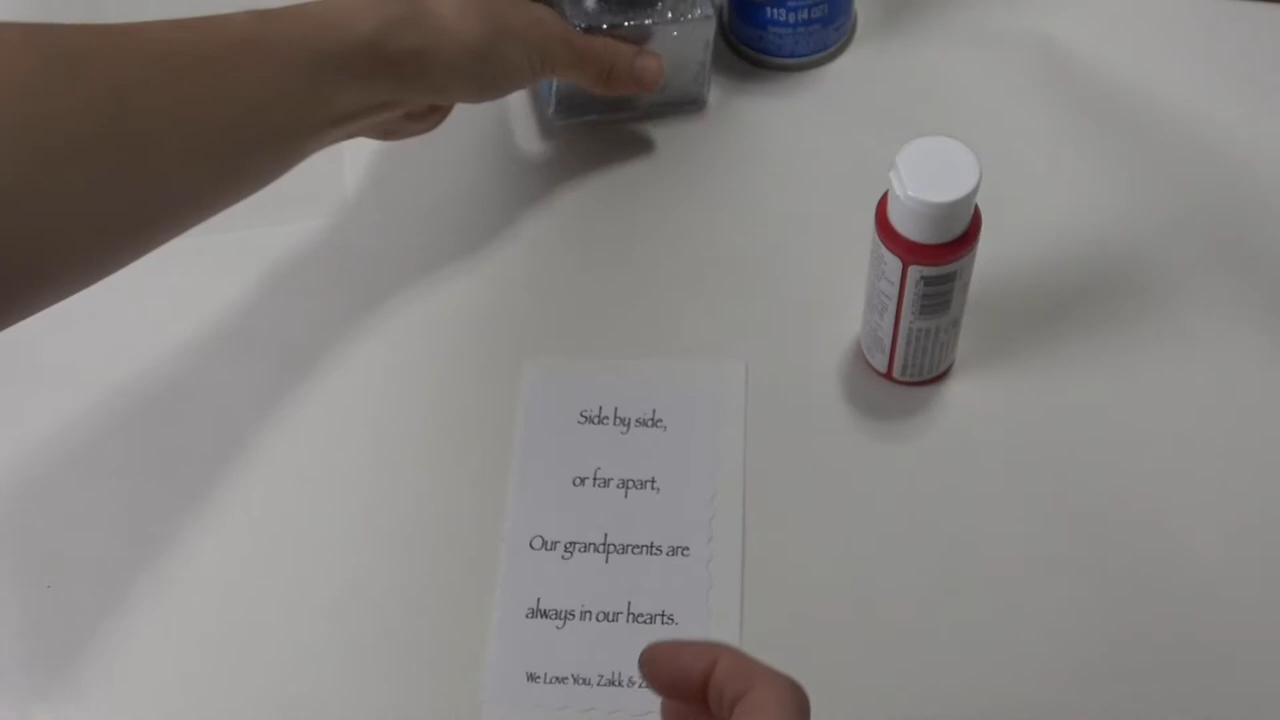 113 g (4 OZ)
Side by side,
or far apart,
Our grandparents are
always in our hearts.
We Love You, Zakk &